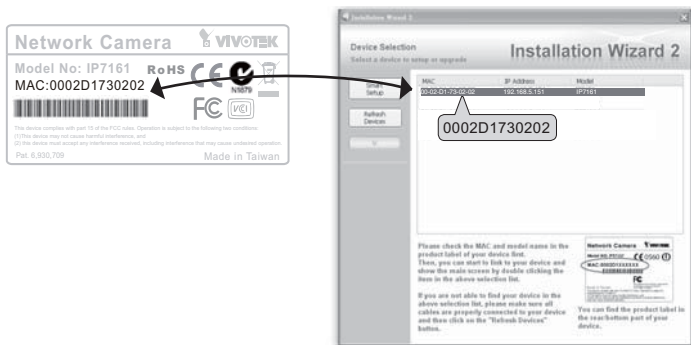 Network Camera
VIVOTEK
Model No: IP7161
RoHS
MAC:0002D1730202
N1879
FC
VCI
This device complies with part 15 of the FCC rules. Operation is subject to the following two conditions:
(1)This device may not cause harmful interference, and
(2) this device must accept any interference received, including interference that may cause undesired operation.
Pat. 6,930,709
Made in Taiwan
Installation Wizard 2
Device Selection
Select a device to setup or upgrade
Installation Wizard 2
Smart
Setup
Refresh
Devices
MAC
IP Address
Model
00-02-D1-73-02-02
192.168.5.151
IP7161
0002D1730202
Please check the MAC and model name in the
product label of your device first.
Then, you can start to link to your device and
show the main screen by double clicking the
item in the above selection list.
If you are not able to find your device in the
above selection list, please make sure all
cables are properly connected to your device
and then click on the "Refresh Devices"
button.
Network Camera
0560
You can find the product label in
the rear/bottom part of your
device.